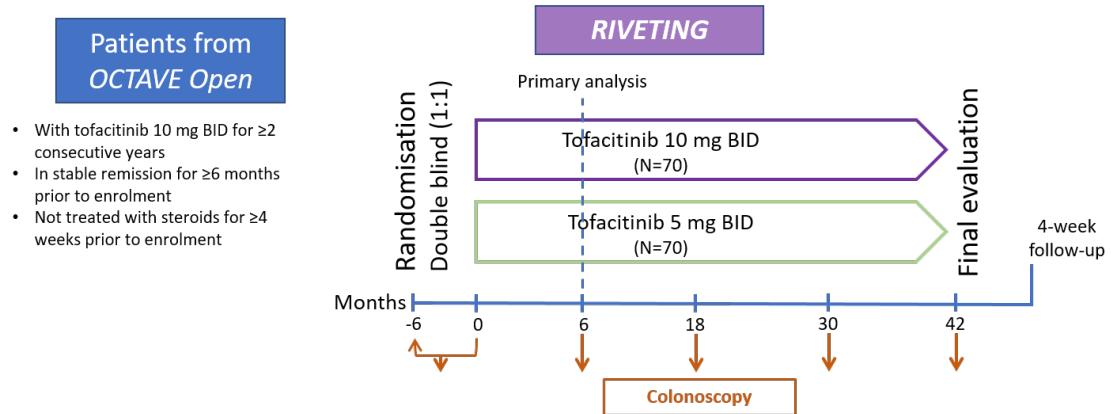 Patients from
OCTAVE Open
• With tofacitinib 10 mg BID for ≥2
consecutive years
• In stable remission for ≥6 months
prior to enrolment
• Not treated with steroids for ≥4
weeks prior to enrolment
RIVETING
Primary analysis
Randomisation
Double blind (1:1)
Tofacitinib 10 mg BID
(N=70)
Tofacitinib 5 mg BID
(N=70)
Final evaluation
4-week
follow-up
Months
-6 0 6 18 30 42
Colonoscopy